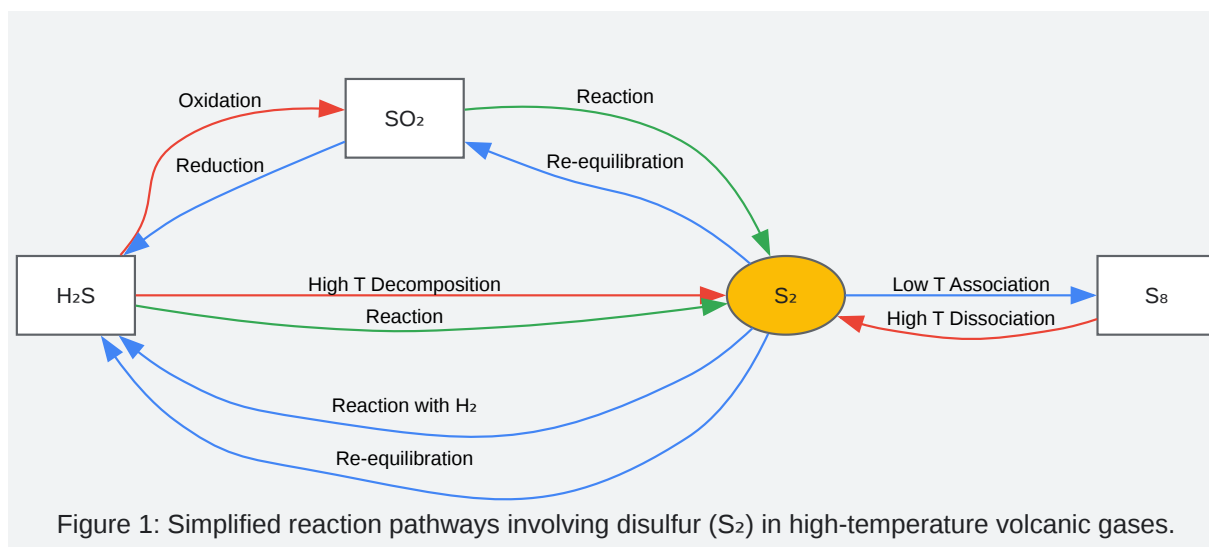 Oxidation
SO₂
Reaction
Reduction
Re-equilibration
H₂S
High T Decomposition
Reaction
S₂
Low T Association
High T Dissociation
S₈
Reaction with H₂
Re-equilibration
Figure 1: Simplified reaction pathways involving disulfur (S₂) in high-temperature volcanic gases.